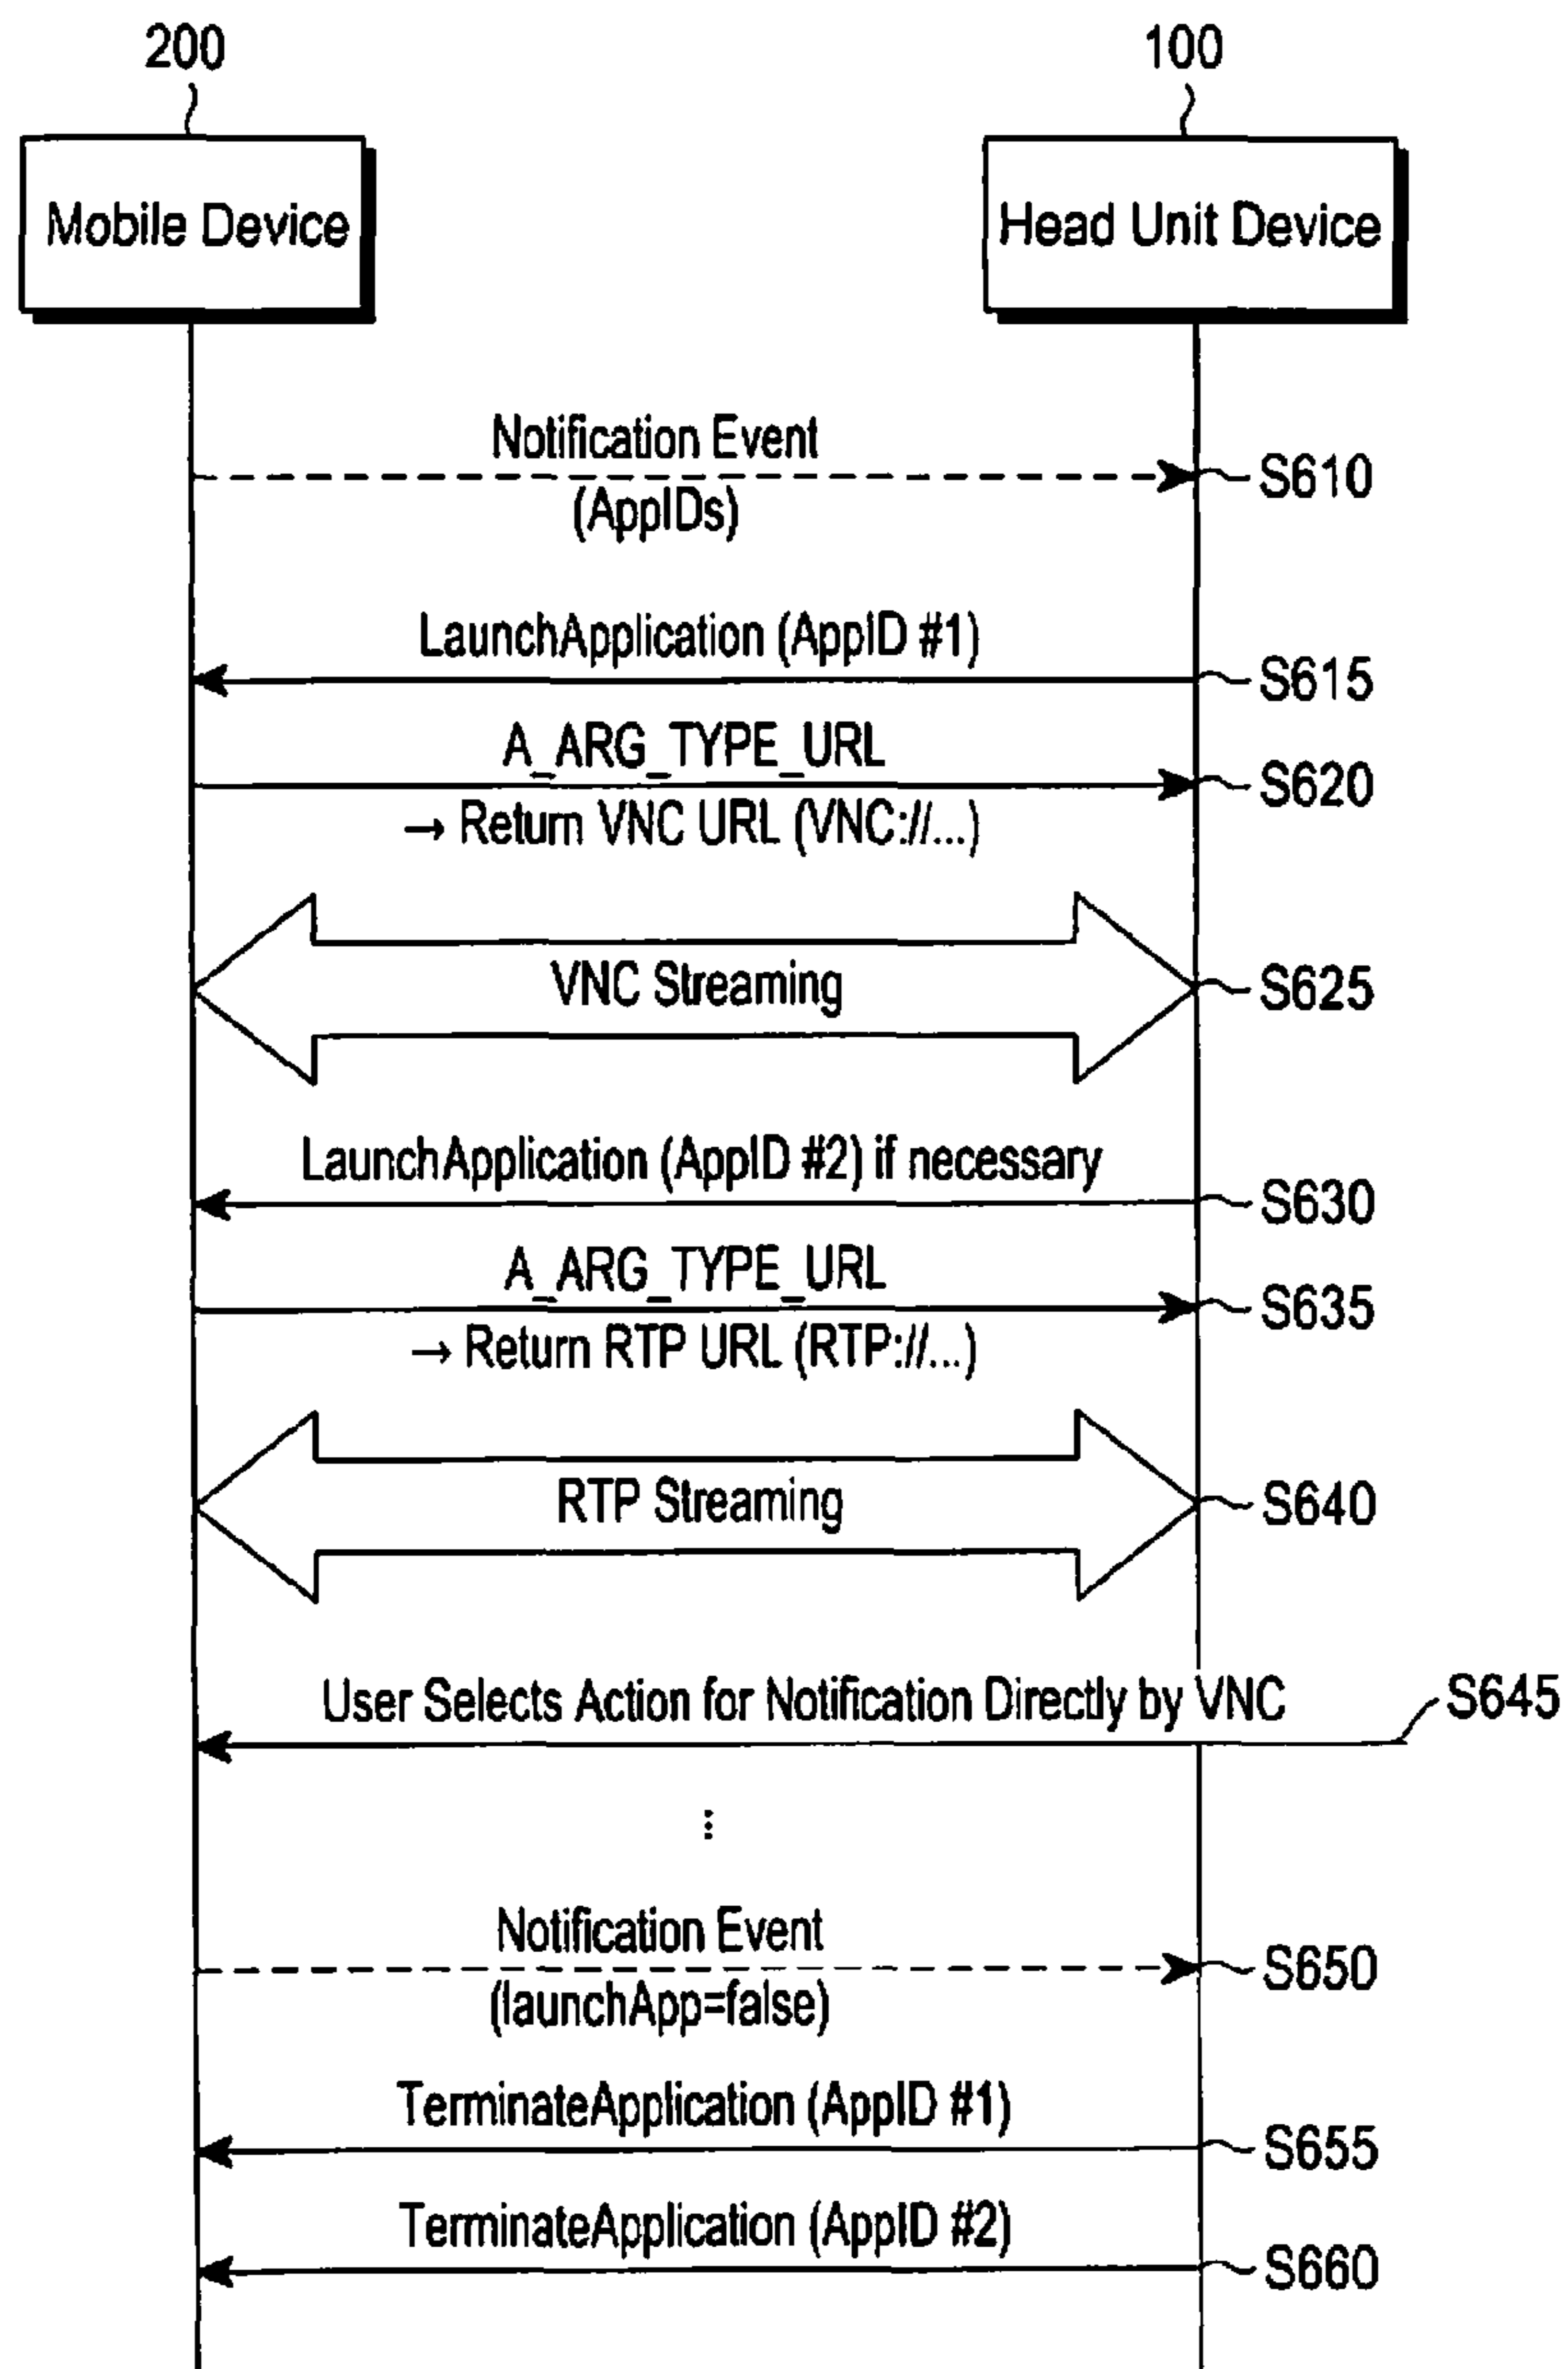 200
100
Mobile Device
Head Unit Device
Notification Event
(AppIDs)
S610
LaunchApplication (AppID #1)
S615
A_ARG_TYPE_URL
S620
→ Return VNC URL (VNC://...)
VNC Streaming
S625
LaunchApplication (AppID #2) if necessary
S630
A_ARG_TYPE_URL
S635
→ Return RTP URL (RTP://...)
RTP Streaming
S640
User Selects Action for Notification Directly by VNC
S645
...
Notification Event
S650
(launchApp=false)
TerminateApplication (AppID #1)
S655
TerminateApplication (AppID #2)
S660